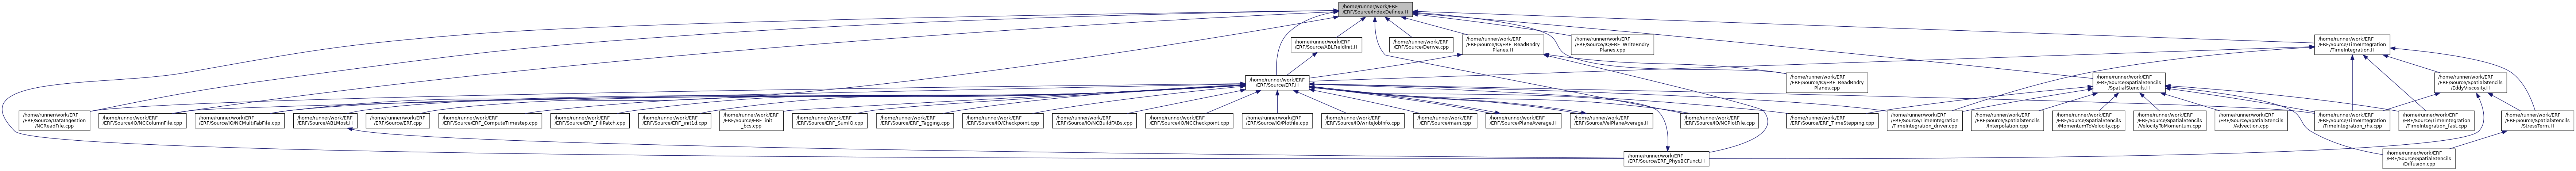 /home/runner/work/ERF
/ERF/Source/IndexDefines.H
/home/runner/work/ERF
/ERF/Source/ABLFieldInit.H
/home/runner/work/ERF
/ERF/Source/Derive.cpp
/home/runner/work/ERF
/ERF/Source/IO/ERF_ReadBndry
Planes.H
/home/runner/work/ERF
/ERF/Source/IO/ERF_WriteBndry
Planes.cpp
/home/runner/work/ERF
/ERF/Source/TimeIntegration
/TimeIntegration.H
/home/runner/work/ERF
/ERF/Source/ERF.H
/home/runner/work/ERF
/ERF/Source/IO/ERF_ReadBndry
Planes.cpp
/home/runner/work/ERF
/ERF/Source/SpatialStencils
/SpatialStencils.H
/home/runner/work/ERF
/ERF/Source/SpatialStencils
/EddyViscosity.H
/home/runner/work/ERF
/ERF/Source/DataIngestion
/NCReadFile.cpp
/home/runner/work/ERF
/ERF/Source/IO/NCColumnFile.cpp
/home/runner/work/ERF
/ERF/Source/IO/NCMultiFabFile.cpp
/home/runner/work/ERF
/ERF/Source/ABLMost.H
/home/runner/work/ERF
/ERF/Source/ERF.cpp
/home/runner/work/ERF
/ERF/Source/ERF_ComputeTimestep.cpp
/home/runner/work/ERF
/ERF/Source/ERF_FillPatch.cpp
/home/runner/work/ERF
/ERF/Source/ERF_init1d.cpp
/home/runner/work/ERF
/ERF/Source/ERF_init
_bcs.cpp
/home/runner/work/ERF
/ERF/Source/ERF_SumIQ.cpp
/home/runner/work/ERF
/ERF/Source/ERF_Tagging.cpp
/home/runner/work/ERF
/ERF/Source/IO/Checkpoint.cpp
/home/runner/work/ERF
/ERF/Source/IO/NCBuildFABs.cpp
/home/runner/work/ERF
/ERF/Source/IO/NCCheckpoint.cpp
/home/runner/work/ERF
/ERF/Source/IO/Plotfile.cpp
/home/runner/work/ERF
/ERF/Source/IO/writeJobInfo.cpp
/home/runner/work/ERF
/ERF/Source/main.cpp
/home/runner/work/ERF
/ERF/Source/PlaneAverage.H
/home/runner/work/ERF
/ERF/Source/VelPlaneAverage.H
/home/runner/work/ERF
/ERF/Source/IO/NCPlotFile.cpp
/home/runner/work/ERF
/ERF/Source/ERF_TimeStepping.cpp
/home/runner/work/ERF
/ERF/Source/TimeIntegration
/TimeIntegration_driver.cpp
/home/runner/work/ERF
/ERF/Source/SpatialStencils
/Interpolation.cpp
/home/runner/work/ERF
/ERF/Source/SpatialStencils
/MomentumToVelocity.cpp
/home/runner/work/ERF
/ERF/Source/SpatialStencils
/VelocityToMomentum.cpp
/home/runner/work/ERF
/ERF/Source/SpatialStencils
/Advection.cpp
/home/runner/work/ERF
/ERF/Source/TimeIntegration
/TimeIntegration_rhs.cpp
/home/runner/work/ERF
/ERF/Source/TimeIntegration
/TimeIntegration_fast.cpp
/home/runner/work/ERF
/ERF/Source/SpatialStencils
/StressTerm.H
/home/runner/work/ERF
/ERF/Source/ERF_PhysBCFunct.H
/home/runner/work/ERF
/ERF/Source/SpatialStencils
/Diffusion.cpp